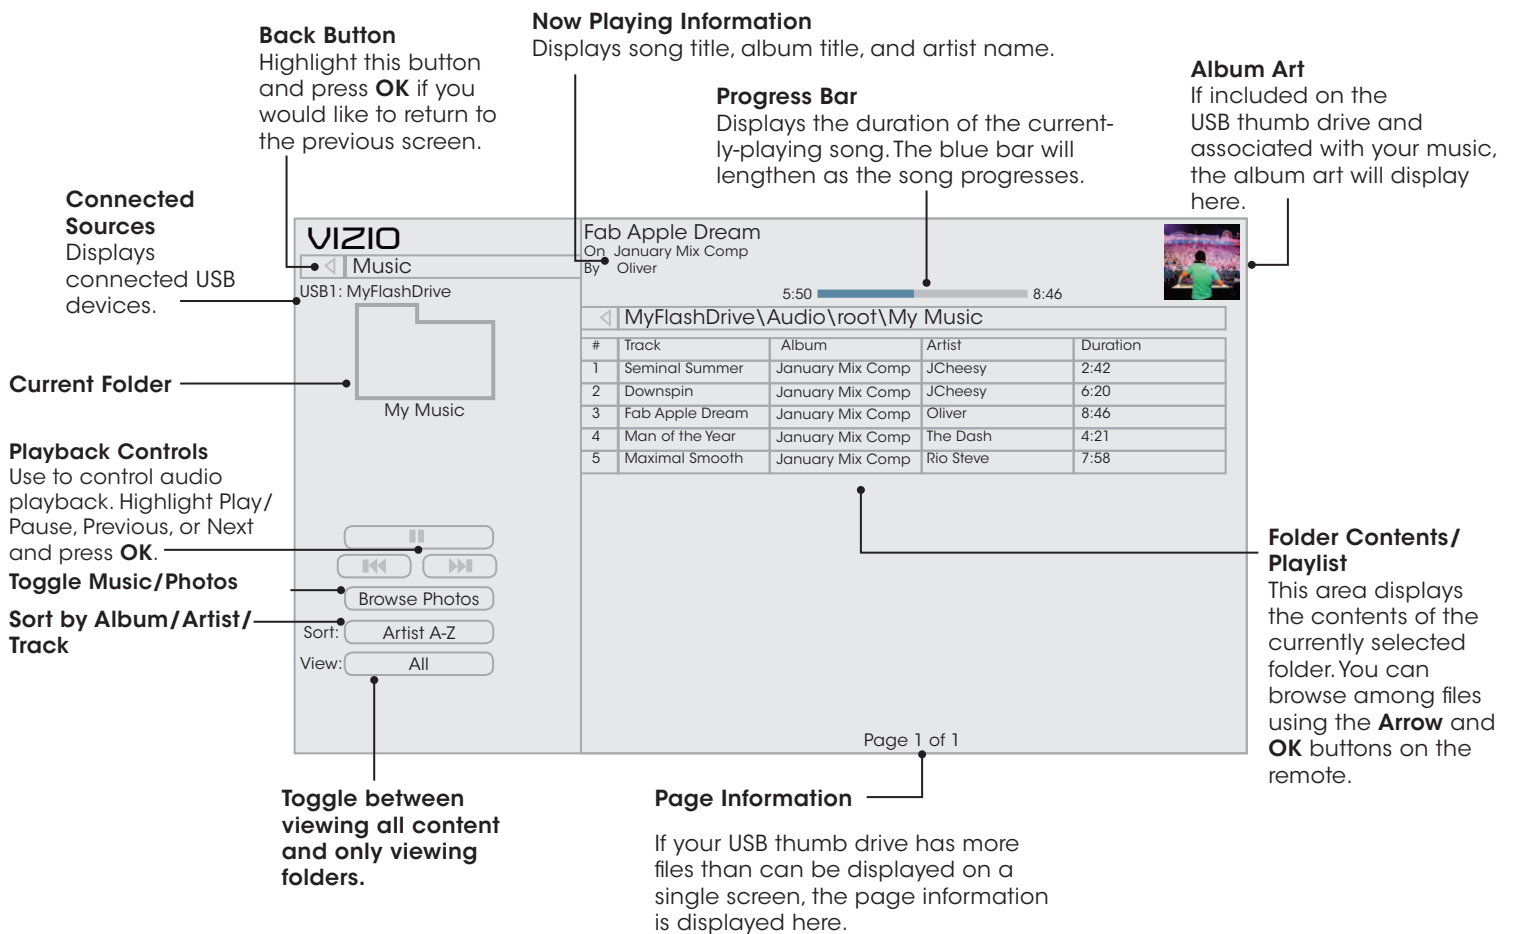 Back Button
Highlight this button
and press OK if you
would like to return to
the previous screen.
Now Playing Information
Displays song title, album title, and artist name.
Progress Bar
Displays the duration of the current-
ly-playing song. The blue bar will
lengthen as the song progresses.
Album Art
If included on the
USB thumb drive and
associated with your music,
the album art will display
here.
Connected
Sources
Displays
connected USB
devices.
Current Folder
Playback Controls
Use to control audio
playback. Highlight Play/
Pause, Previous, or Next
and press OK.
Toggle Music/Photos
Sort by Album/Artist/
Track
VIZIO
Music
USB1: MyFlashDrive
My Music
Browse Photos
Sort: Artist A-Z
View: All
Fab Apple Dream
On January Mix Comp
By Oliver
5:50 8:46
MyFlashDrive\Audio\root\My Music
# Track Album Artist Duration
1 Seminal Summer January Mix Comp JCheesy 2:42
2 Downspin January Mix Comp JCheesy 6:20
3 Fab Apple Dream January Mix Comp Oliver 8:46
4 Man of the Year January Mix Comp The Dash 4:21
5 Maximal Smooth January Mix Comp Rio Steve 7:58
Page 1 of 1
Folder Contents/
Playlist
This area displays
the contents of the
currently selected
folder. You can
browse among files
using the Arrow and
OK buttons on the
remote.
Toggle between
viewing all content
and only viewing
folders.
Page Information
If your USB thumb drive has more
files than can be displayed on a
single screen, the page information
is displayed here.